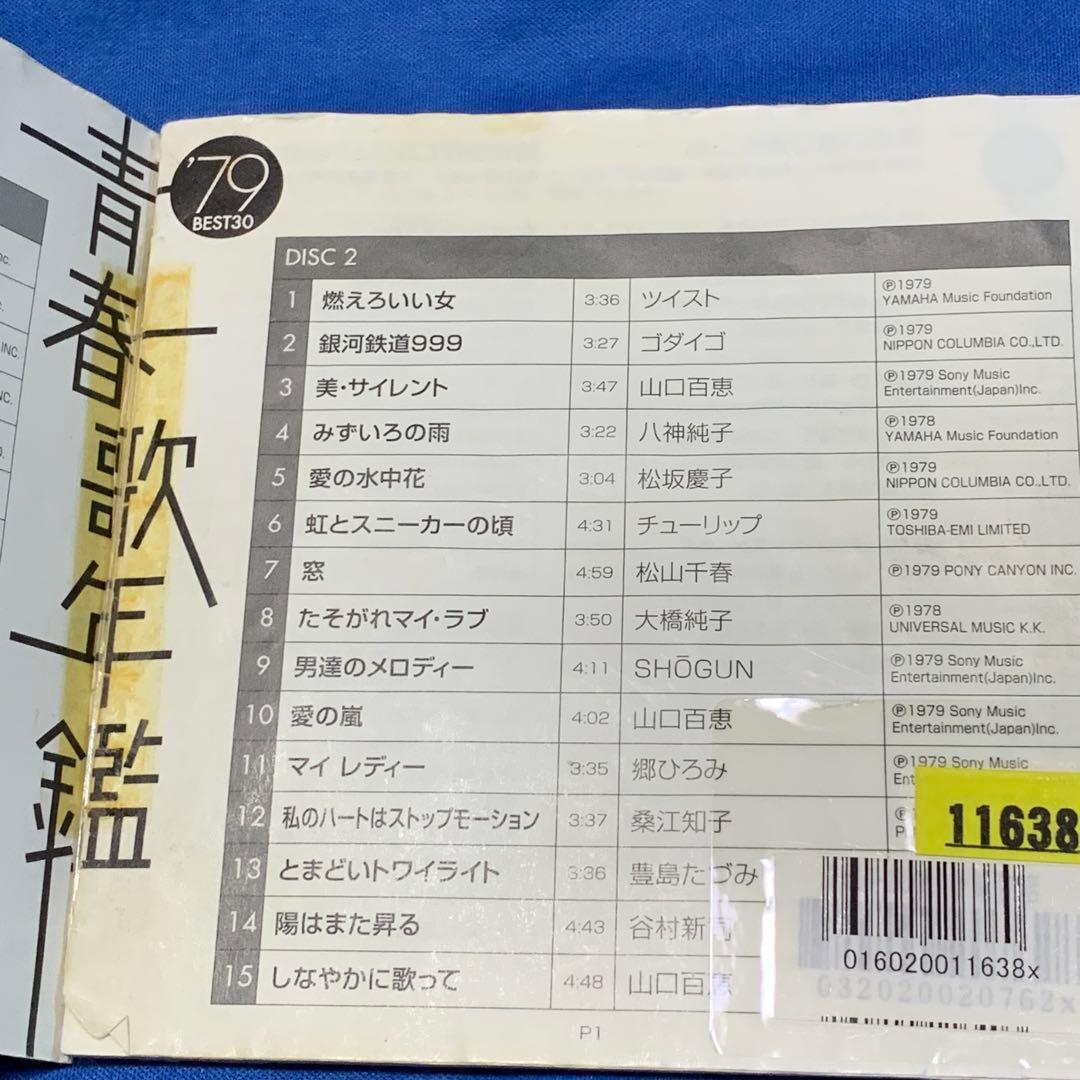 青春歌年鑑
'79
BEST30
DISC 2
1 燃えろいい女 3:36 ツイスト ℗1979 YAMAHA Music Foundation
2 銀河鉄道999 3:27 ゴダイゴ ℗1979 NIPPON COLUMBIA CO.,LTD.
3 美・サイレント 3:47 山口百恵 ℗1979 Sony Music Entertainment(Japan)Inc.
4 みずいろの雨 3:22 八神純子 ℗1978 YAMAHA Music Foundation
5 愛の水中花 3:04 松坂慶子 ℗1979 NIPPON COLUMBIA CO.,LTD.
6 虹とスニーカーの頃 4:31 チューリップ ℗1979 TOSHIBA-EMI LIMITED
7 窓 4:59 松山千春 ℗1979 PONY CANYON INC.
8 たそがれマイ・ラブ 3:50 大橋純子 ℗1978 UNIVERSAL MUSIC K.K.
9 男達のメロディー 4:11 SHŌGUN ℗1979 Sony Music Entertainment(Japan)Inc.
10 愛の嵐 4:02 山口百恵 ℗1979 Sony Music Entertainment(Japan)Inc.
11 マイ レディー 3:35 郷ひろみ ℗1979 Sony Music
12 私のハートはストップモーション 3:37 桑江知子
13 とまどいトワイライト 3:36 豊島たづみ
14 陽はまた昇る 4:43 谷村新司
15 しなやかに歌って 4:48 山口百恵
11638
016020011638x
032020020762x
P1